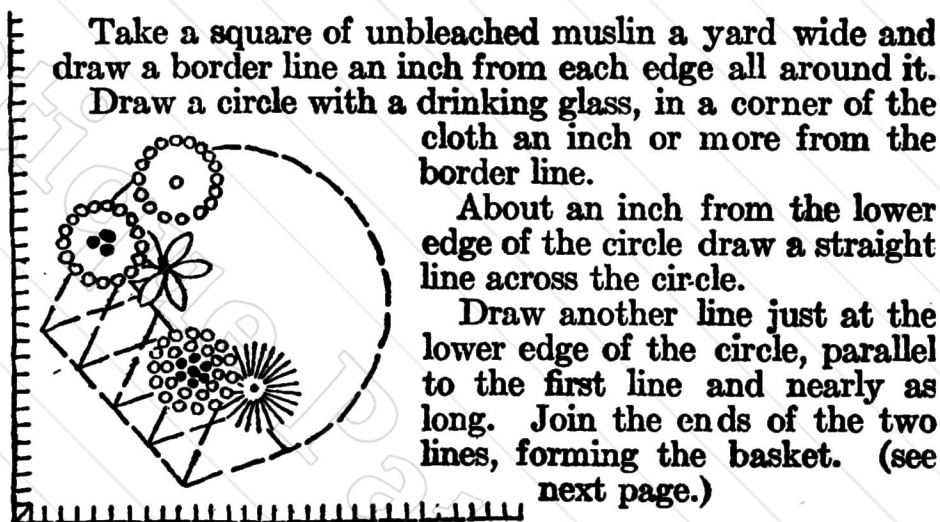 Take a square of unbleached muslin a yard wide and
draw a border line an inch from each edge all around it.
Draw a circle with a drinking glass, in a corner of the
cloth an inch or more from the
border line.
About an inch from the lower
edge of the circle draw a straight
line across the circle.
Draw another line just at the
lower edge of the circle, parallel
to the first line and nearly as
long. Join the ends of the two
lines, forming the basket. (see
next page.)